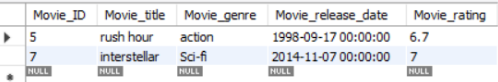 Movie_ID Movie_title Movie_genre Movie_release_date Movie_rating
5 rush hour action 1998-09-17 00:00:00 6.7
7 interstellar Sci-fi 2014-11-07 00:00:00 7
NULL NULL NULL NULL NULL